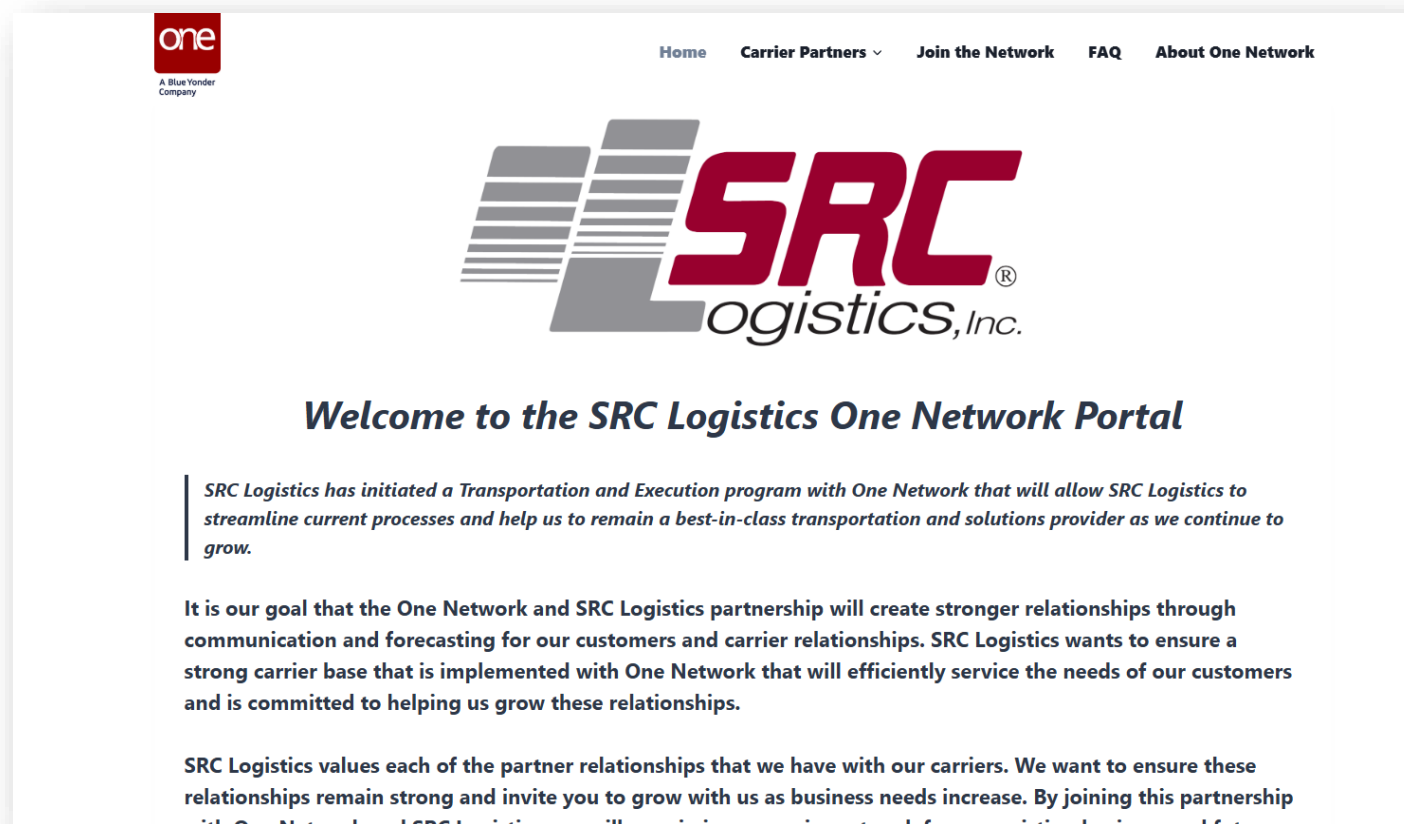 one
A Blue Yonder
Company
Home Carrier Partners Join the Network FAQ About One Network
SRC
Logistics, Inc.
®
Welcome to the SRC Logistics One Network Portal
SRC Logistics has initiated a Transportation and Execution program with One Network that will allow SRC Logistics to
streamline current processes and help us to remain a best-in-class transportation and solutions provider as we continue to
grow.
It is our goal that the One Network and SRC Logistics partnership will create stronger relationships through
communication and forecasting for our customers and carrier relationships. SRC Logistics wants to ensure a
strong carrier base that is implemented with One Network that will efficiently service the needs of our customers
and is committed to helping us grow these relationships.
SRC Logistics values each of the partner relationships that we have with our carriers. We want to ensure these
relationships remain strong and invite you to grow with us as business needs increase. By joining this partnership